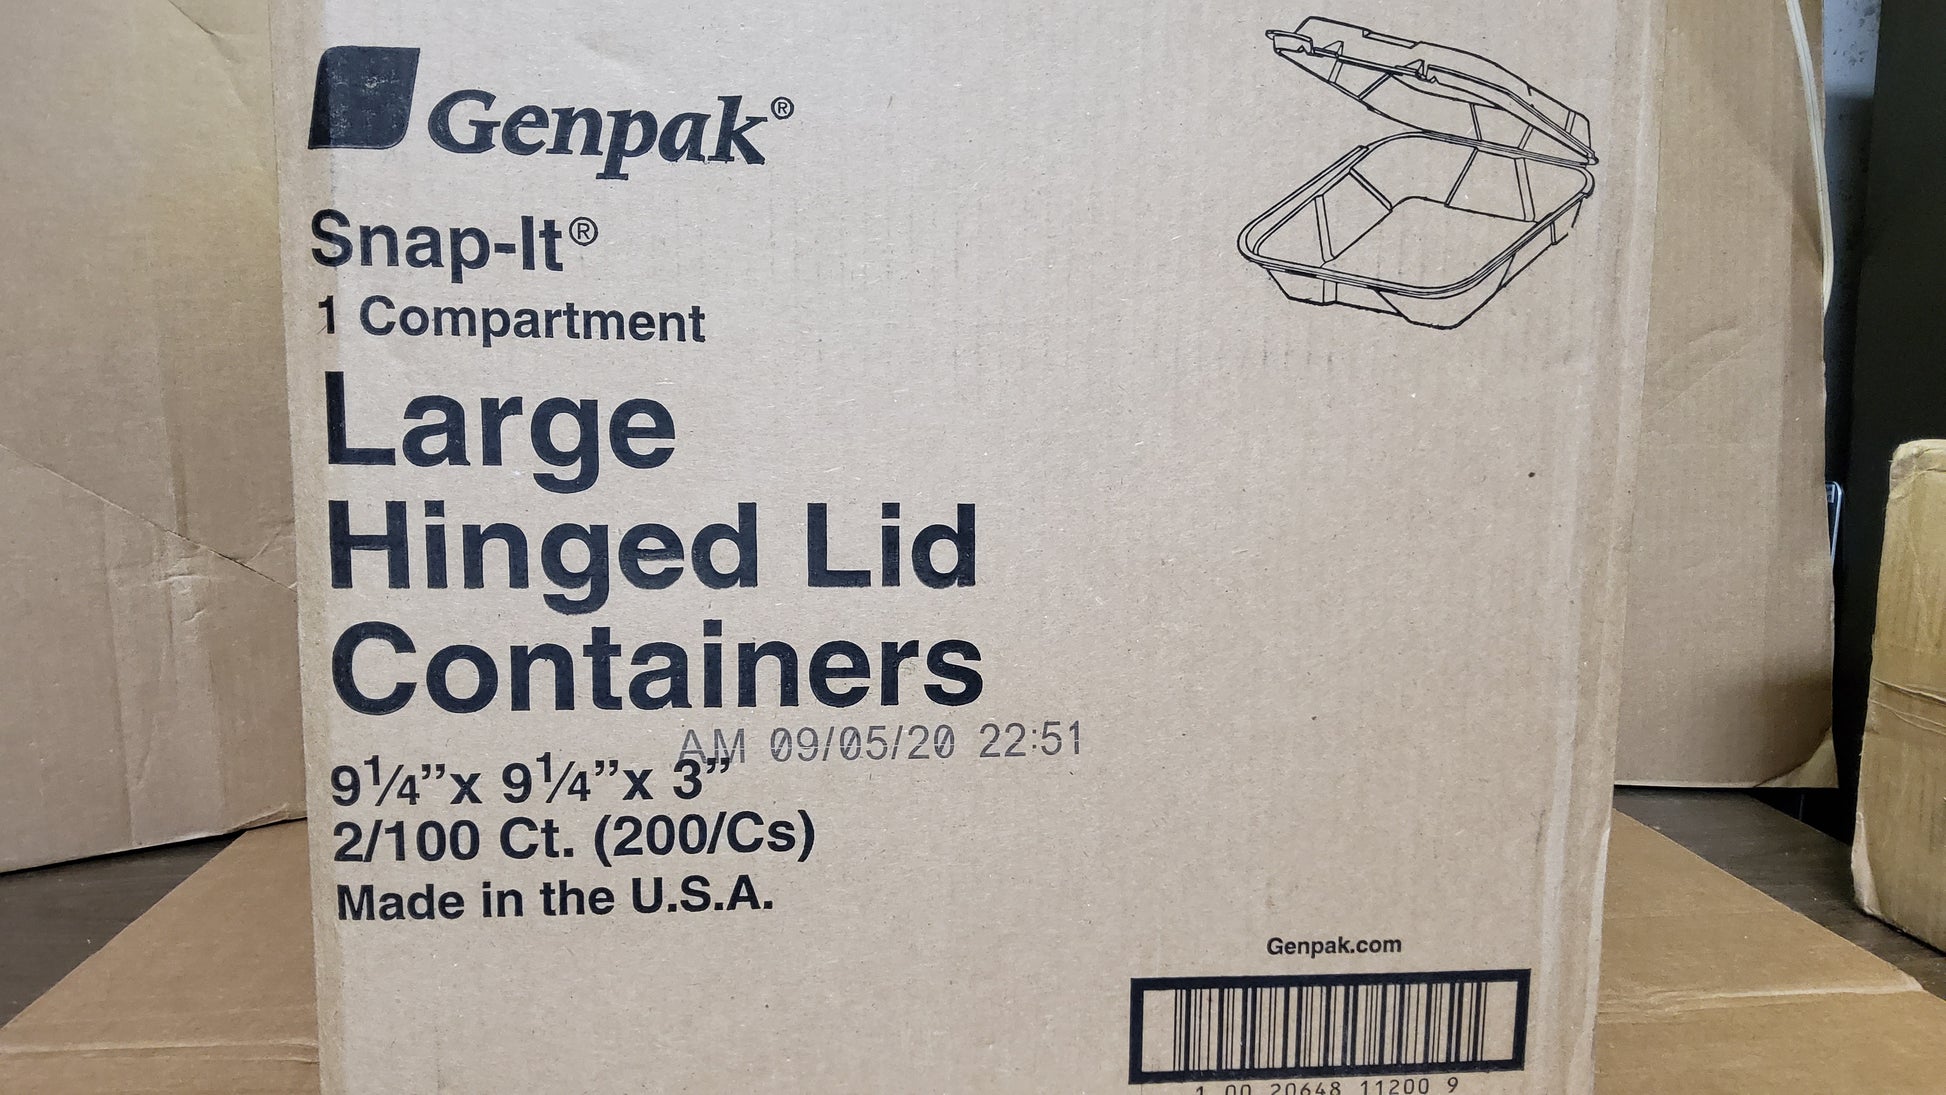 Genpak®
Snap-It®
1 Compartment
Large
Hinged Lid
Containers
AM 09/05/20 22:51
9¼”x 9¼”x 3”
2/100 Ct. (200/Cs)
Made in the U.S.A.
Genpak.com
1 00 20648 11200 9